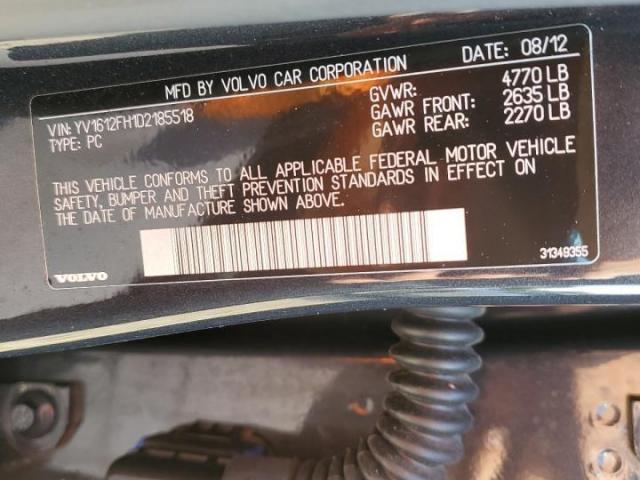 MFD BY VOLVO CAR CORPORATION DATE: 08/12
VIN: YV1612FH1D2185518 GVWR: 4770 LB
TYPE: PC GAWR FRONT: 2635 LB
GAWR REAR: 2270 LB
THIS VEHICLE CONFORMS TO ALL APPLICABLE FEDERAL MOTOR VEHICLE
SAFETY, BUMPER AND THEFT PREVENTION STANDARDS IN EFFECT ON
THE DATE OF MANUFACTURE SHOWN ABOVE.
VOLVO 31349355